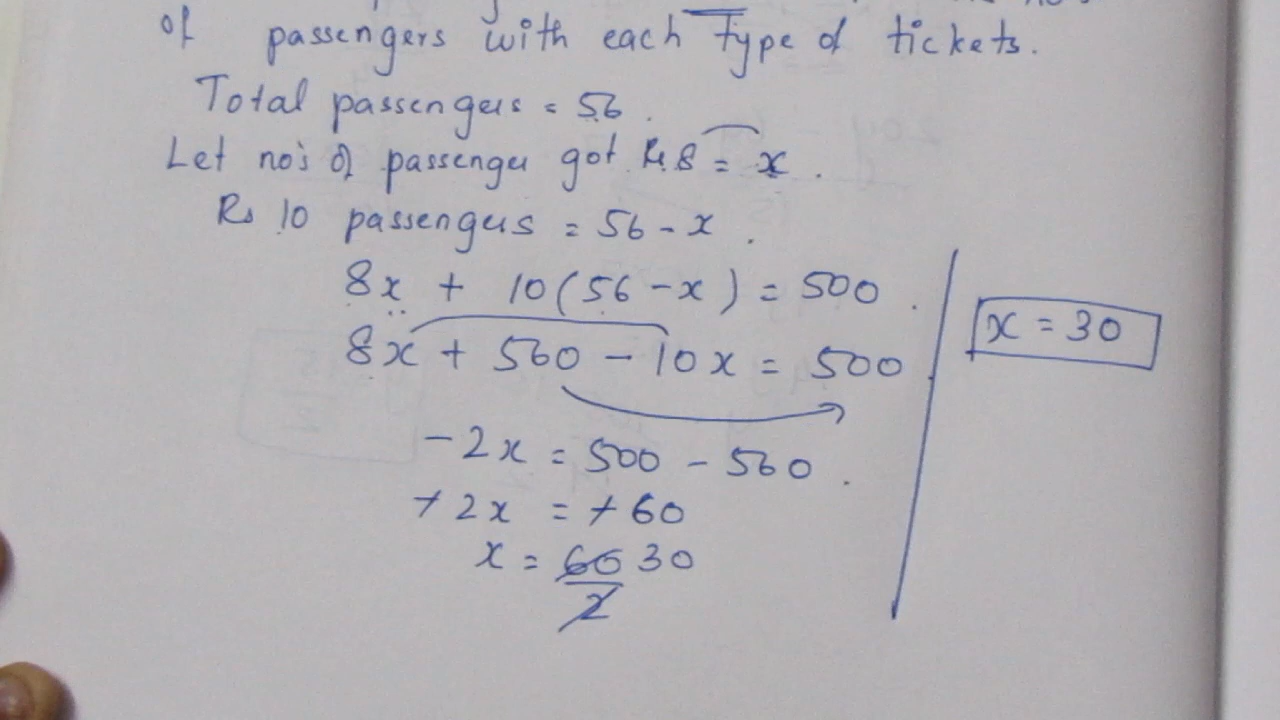 of passengers with each Type of tickets.
Total passengers = 56.
Let no's of passenger got Rs 8 = x.
Rs 10 passengers = 56 - x.
8x + 10(56 - x) = 500.
8x + 560 - 10x = 500
x = 30
-2x = 500 - 560.
+2x = +60
x = 60/2 30